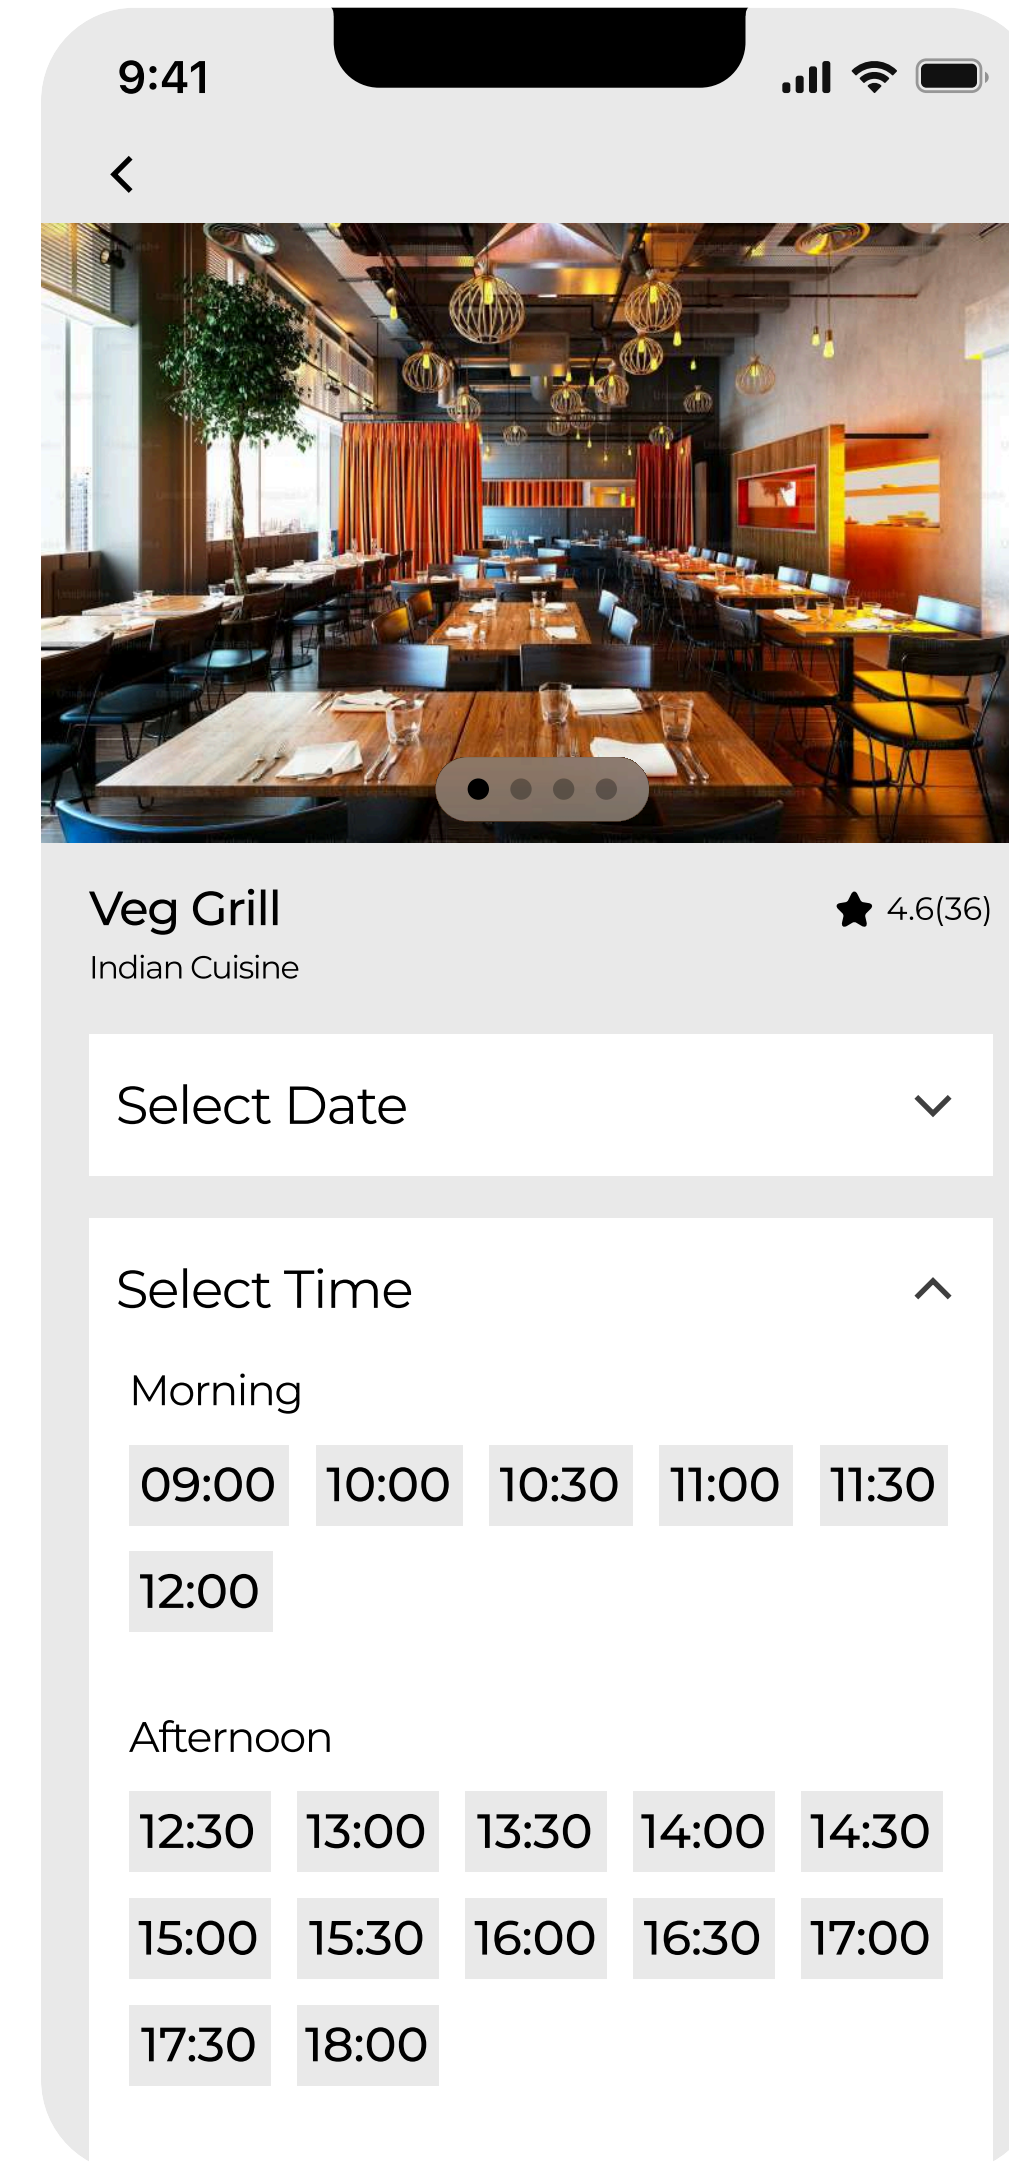 9:41
Veg Grill
4.6(36)
Indian Cuisine
Select Date
Select Time
Morning
09:00 10:00 10:30 11:00 11:30
12:00
Afternoon
12:30 13:00 13:30 14:00 14:30
15:00 15:30 16:00 16:30 17:00
17:30 18:00